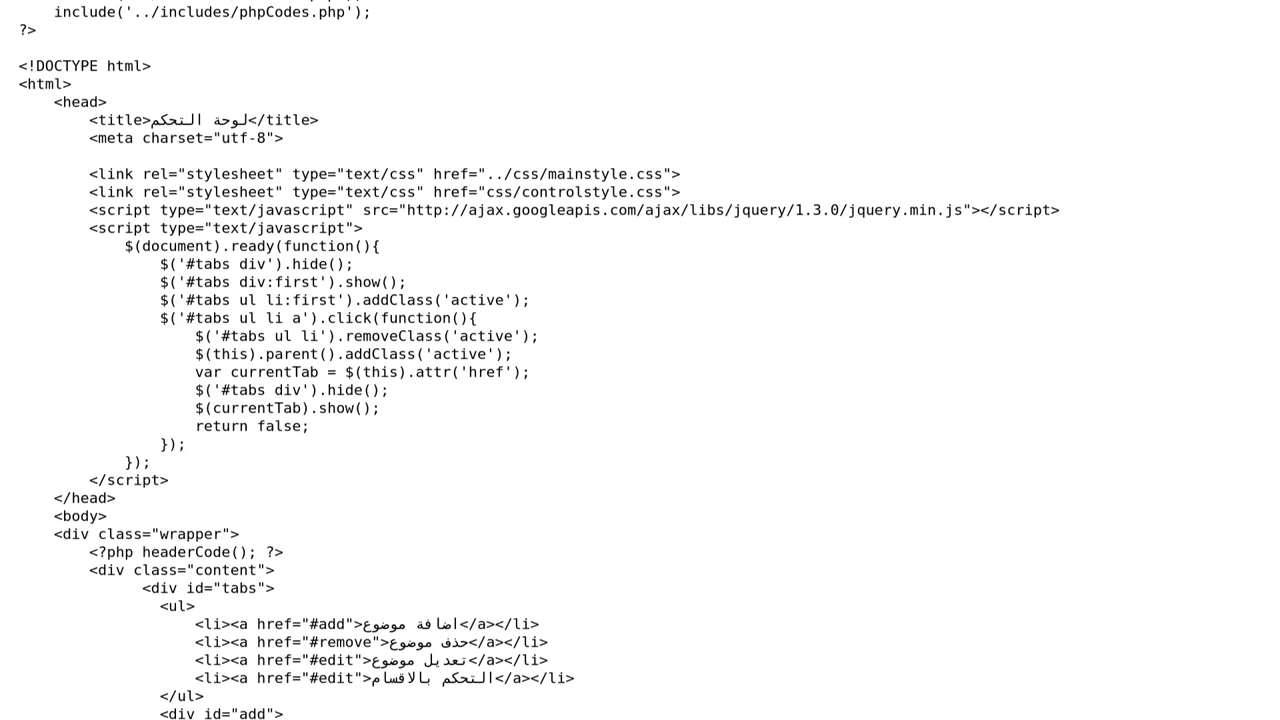 include('../includes/phpCodes.php');
?>
<!DOCTYPE html>
<html>
<head>
<title>لوحة التحكم</title>
<meta charset="utf-8">
<link rel="stylesheet" type="text/css" href="../css/mainstyle.css">
<link rel="stylesheet" type="text/css" href="css/controlstyle.css">
<script type="text/javascript" src="http://ajax.googleapis.com/ajax/libs/jquery/1.3.0/jquery.min.js"></script>
<script type="text/javascript">
$(document).ready(function(){
$('#tabs div').hide();
$('#tabs div:first').show();
$('#tabs ul li:first').addClass('active');
$('#tabs ul li a').click(function(){
$('#tabs ul li').removeClass('active');
$(this).parent().addClass('active');
var currentTab = $(this).attr('href');
$('#tabs div').hide();
$(currentTab).show();
return false;
});
});
</script>
</head>
<body>
<div class="wrapper">
<?php headerCode(); ?>
<div class="content">
<div id="tabs">
<ul>
<li><a href="#add">اضافة موضوع</a></li>
<li><a href="#remove">حذف موضوع</a></li>
<li><a href="#edit">تعديل موضوع</a></li>
<li><a href="#edit">التحكم بالاقسام</a></li>
</ul>
<div id="add">